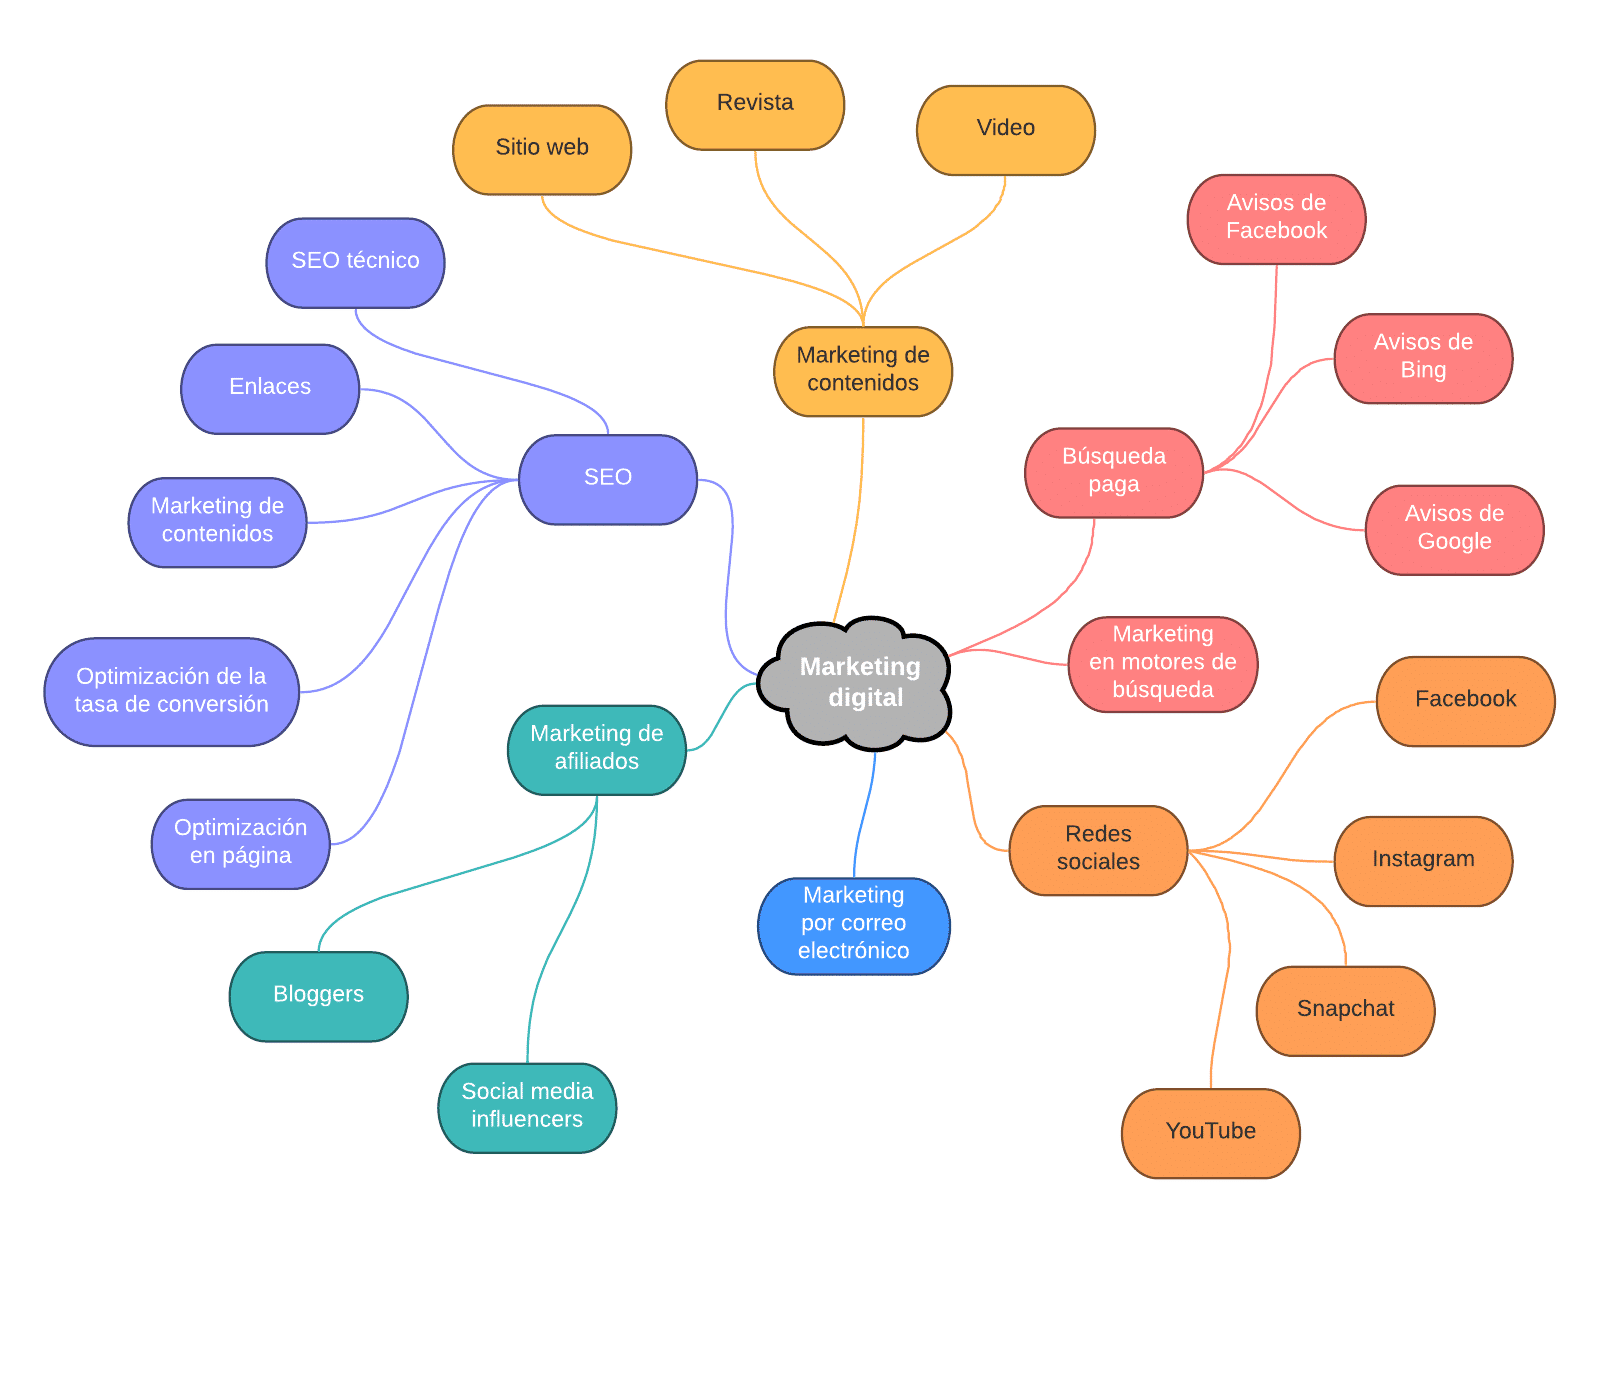 Revista
Video
Sitio web
Avisos de
Facebook
SEO técnico
Avisos de
Bing
Marketing de
contenidos
Enlaces
Búsqueda
paga
SEO
Marketing de
contenidos
Avisos de
Google
Marketing
en motores de
búsqueda
Marketing
digital
Optimización de la
tasa de conversión
Facebook
Marketing de
afiliados
Optimización
en página
Redes
sociales
Instagram
Marketing
por correo
electrónico
Bloggers
Snapchat
Social media
influencers
YouTube